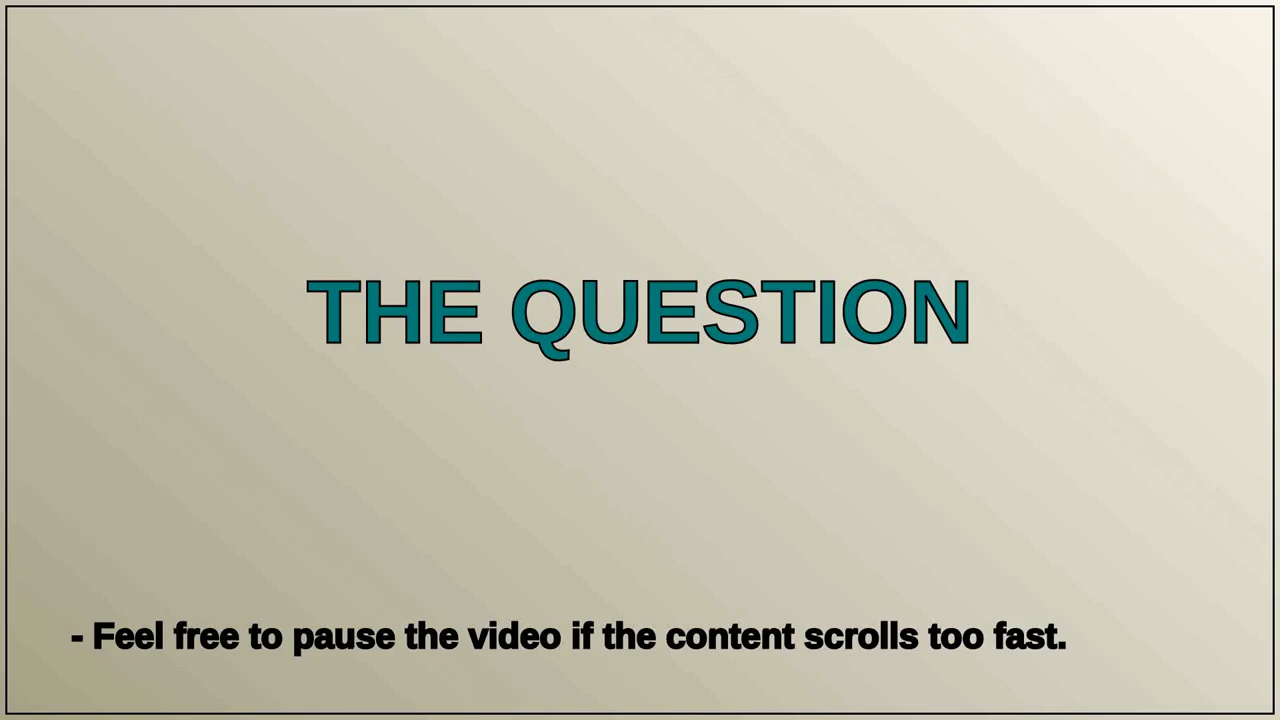 THE QUESTION
- Feel free to pause the video if the content scrolls too fast.